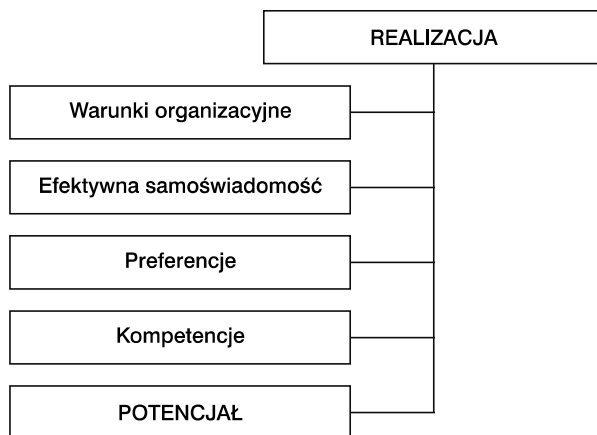 REALIZACJA
Warunki organizacyjne
Efektywna samoświadomość
Preferencje
Kompetencje
POTENCJAŁ